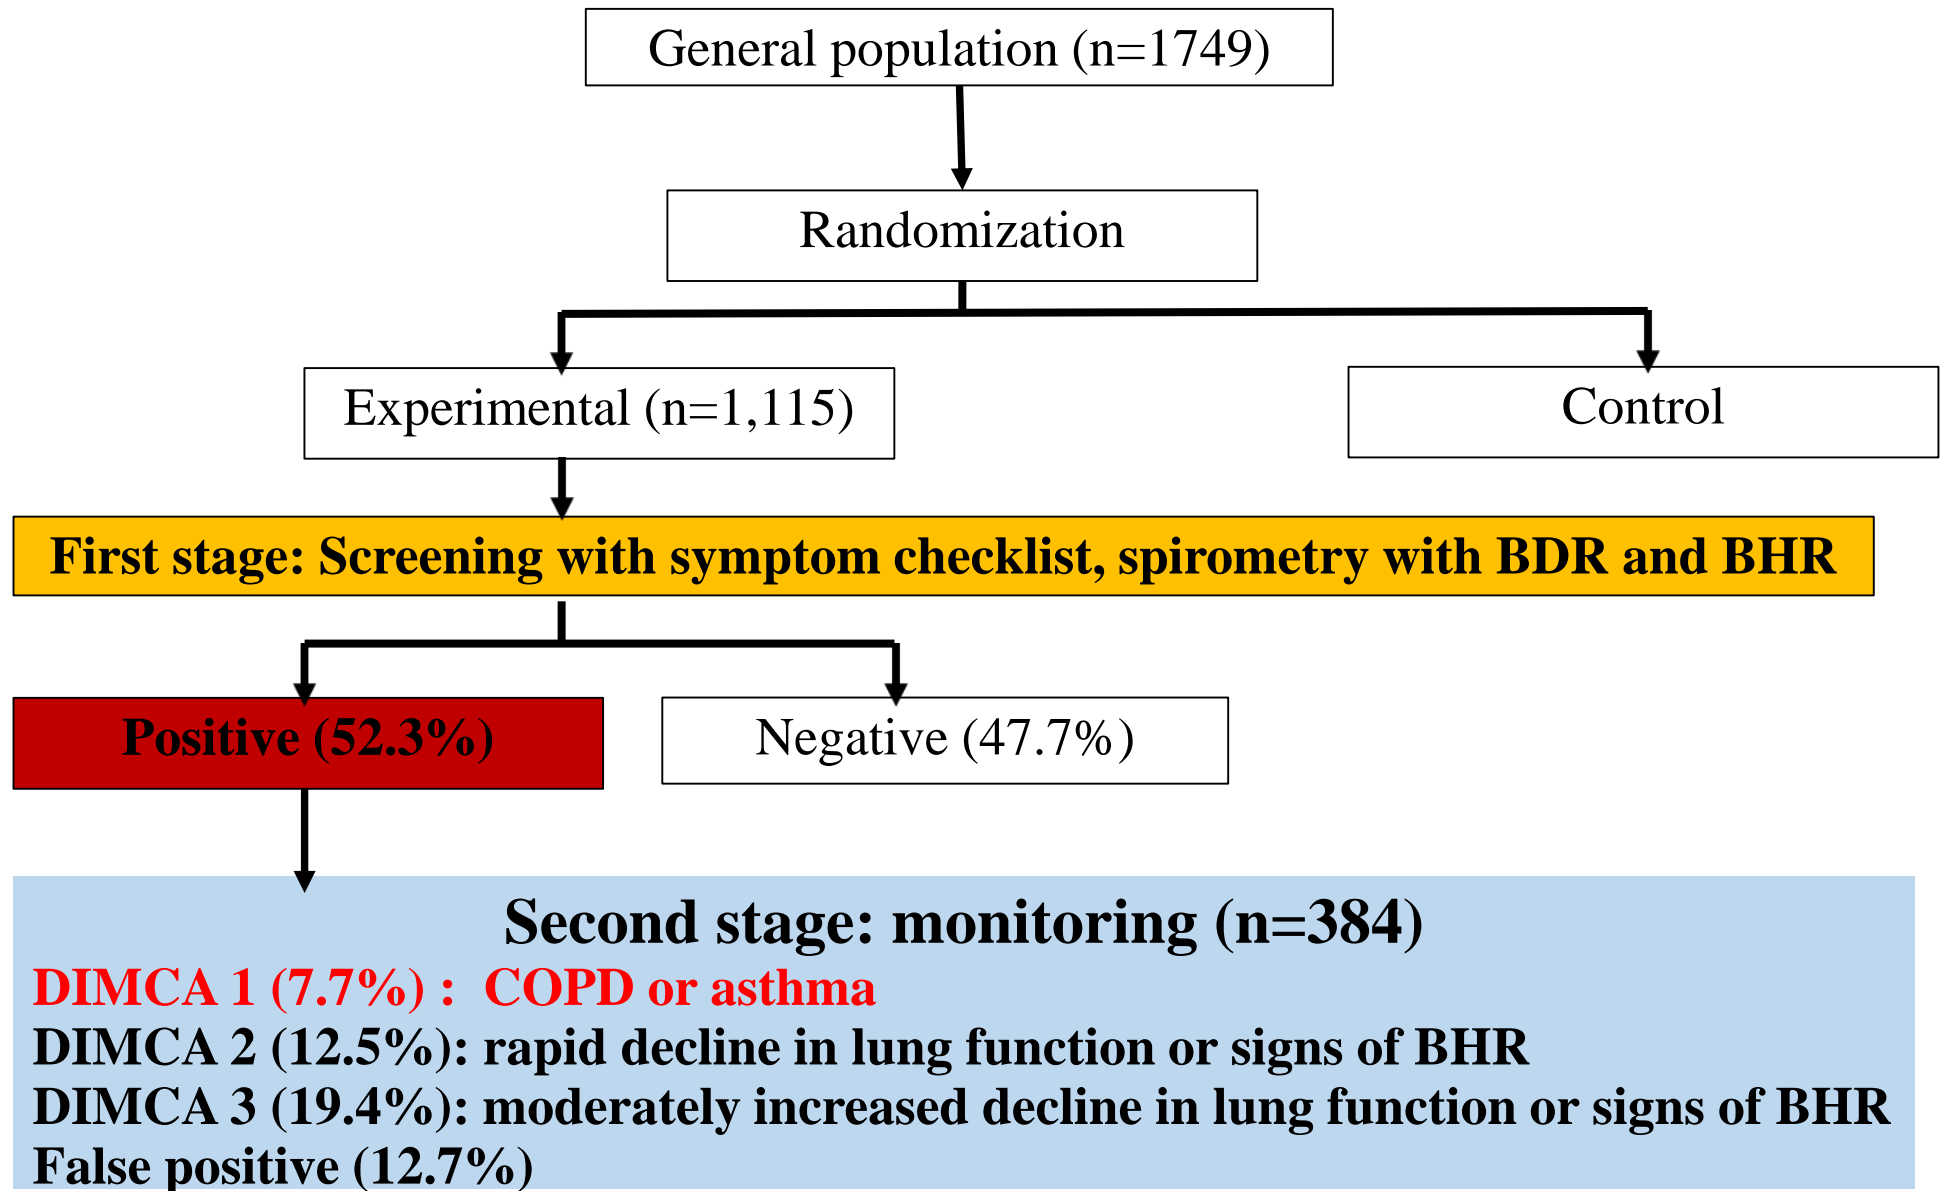 General population (n=1749)
Randomization
Experimental (n=1,115)
Control
First stage: Screening with symptom checklist, spirometry with BDR and BHR
Positive (52.3%)
Negative (47.7%)
Second stage: monitoring (n=384)
DIMCA 1 (7.7%) : COPD or asthma
DIMCA 2 (12.5%): rapid decline in lung function or signs of BHR
DIMCA 3 (19.4%): moderately increased decline in lung function or signs of BHR
False positive (12.7%)